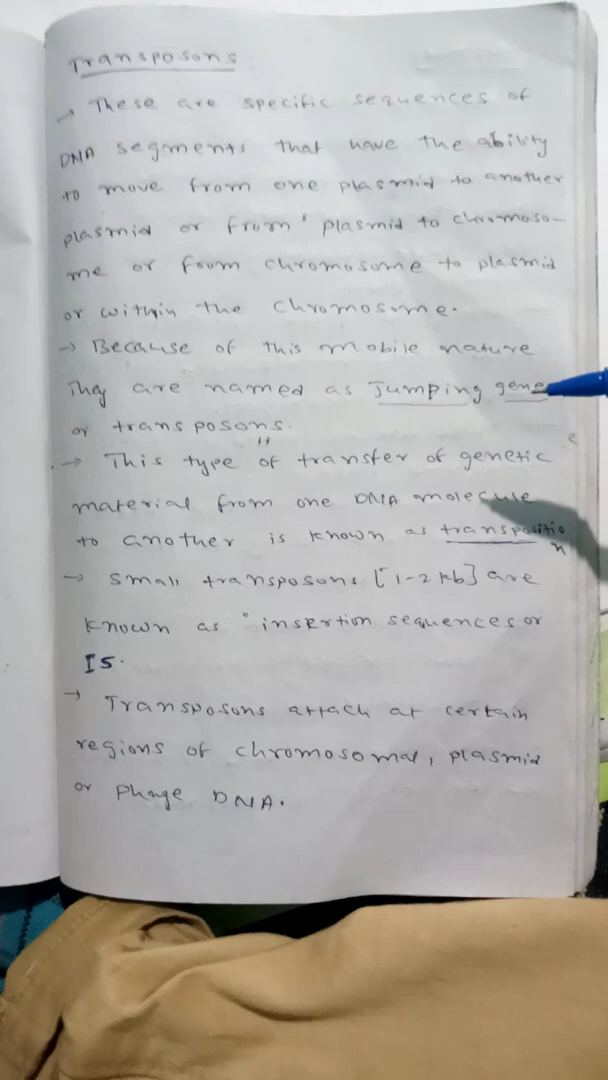 Transposons
→ These are specific sequences of
DNA segments that have the ability
to move from one plasmid to another
plasmid or from plasmid to chromoso-
me or from chromosome to plasmid
or within the chromosome.
→ Because of this mobile nature
They are named as Jumping gene
or transposons.
→ This type of transfer of genetic
material from one DNA molecule
to another is known as transpositio
n
→ Small transposons [1-2 kb] are
known as "insertion sequences or
IS.
→ Transposons attach at certain
regions of chromosomal, plasmid
or Phage DNA.